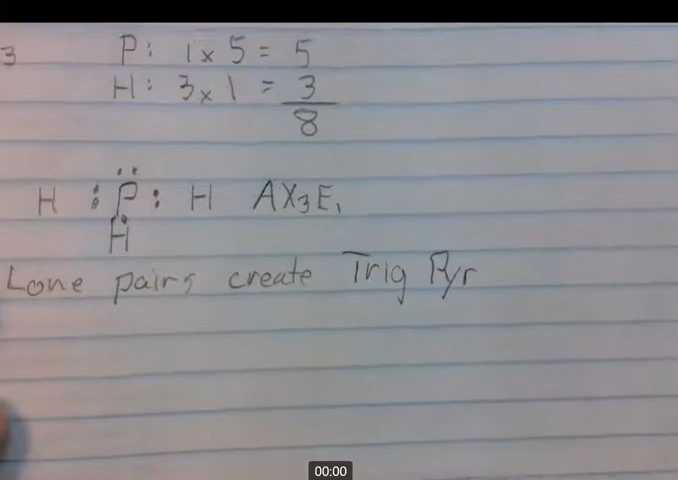 3 P: 1 x 5 = 5
H: 3 x 1 = 3
8
H : P̈ : H AX₃E₁
H
Lone pairs create Trig Pyr
00:00